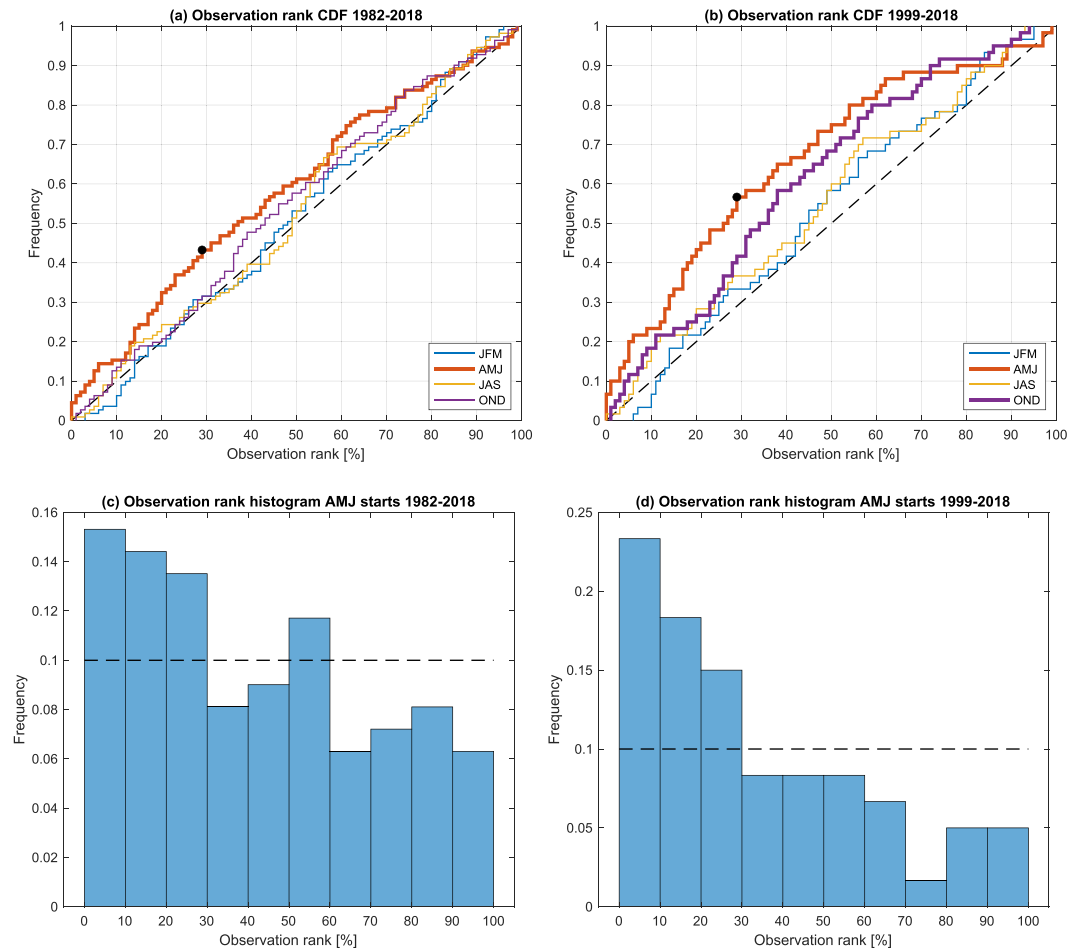 (a) Observation rank CDF 1982-2018
1
0.9
0.8
0.7
0.6
0.5
0.4
0.3
0.2
0.1
0
Frequency
0 10 20 30 40 50 60 70 80 90 100
Observation rank [%]
JFM
AMJ
JAS
OND
(b) Observation rank CDF 1999-2018
1
0.9
0.8
0.7
0.6
0.5
0.4
0.3
0.2
0.1
0
Frequency
0 10 20 30 40 50 60 70 80 90 100
Observation rank [%]
JFM
AMJ
JAS
OND
(c) Observation rank histogram AMJ starts 1982-2018
0.16
0.14
0.12
0.1
0.08
0.06
0.04
0.02
0
Frequency
0 10 20 30 40 50 60 70 80 90 100
Observation rank [%]
(d) Observation rank histogram AMJ starts 1999-2018
0.25
0.2
0.15
0.1
0.05
0
Frequency
0 10 20 30 40 50 60 70 80 90 100
Observation rank [%]